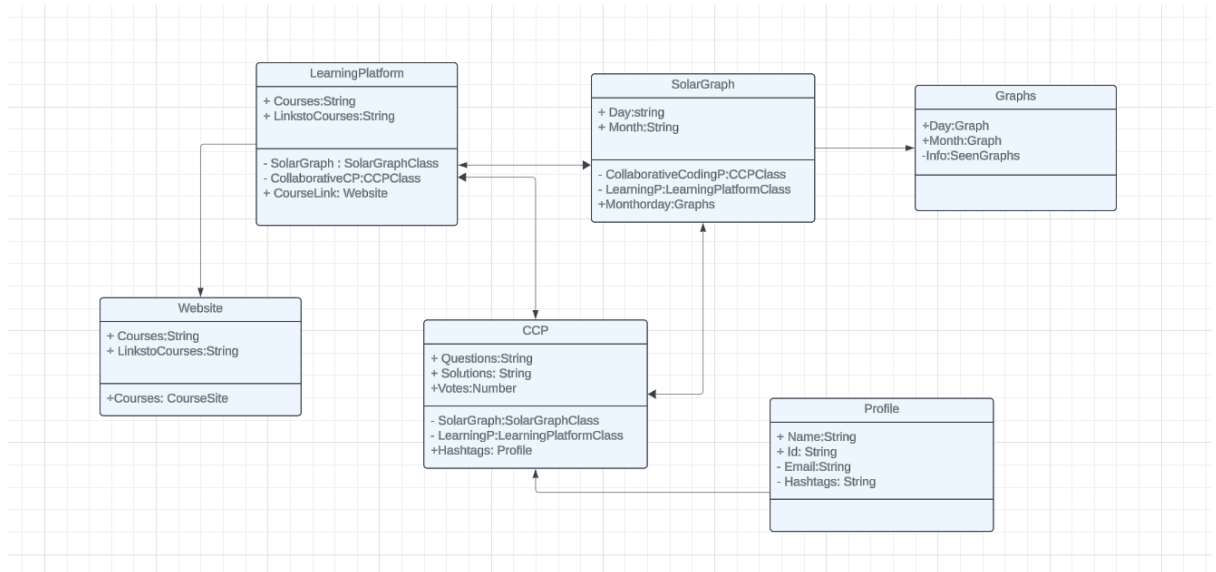 LearningPlatform
+ Courses:String
+ LinkstoCourses:String
- SolarGraph : SolarGraphClass
- CollaborativeCP:CCPClass
+ CourseLink: Website
SolarGraph
+ Day:string
+ Month:String
- CollaborativeCodingP:CCPClass
- LearningP:LearningPlatformClass
+Monthorday:Graphs
Graphs
+Day:Graph
+Month:Graph
-Info:SeenGraphs
Website
+ Courses:String
+ LinkstoCourses:String
+Courses: CourseSite
CCP
+ Questions:String
+ Solutions: String
+Votes:Number
- SolarGraph:SolarGraphClass
- LearningP:LearningPlatformClass
+Hashtags: Profile
Profile
+ Name:String
+ Id: String
- Email:String
- Hashtags: String